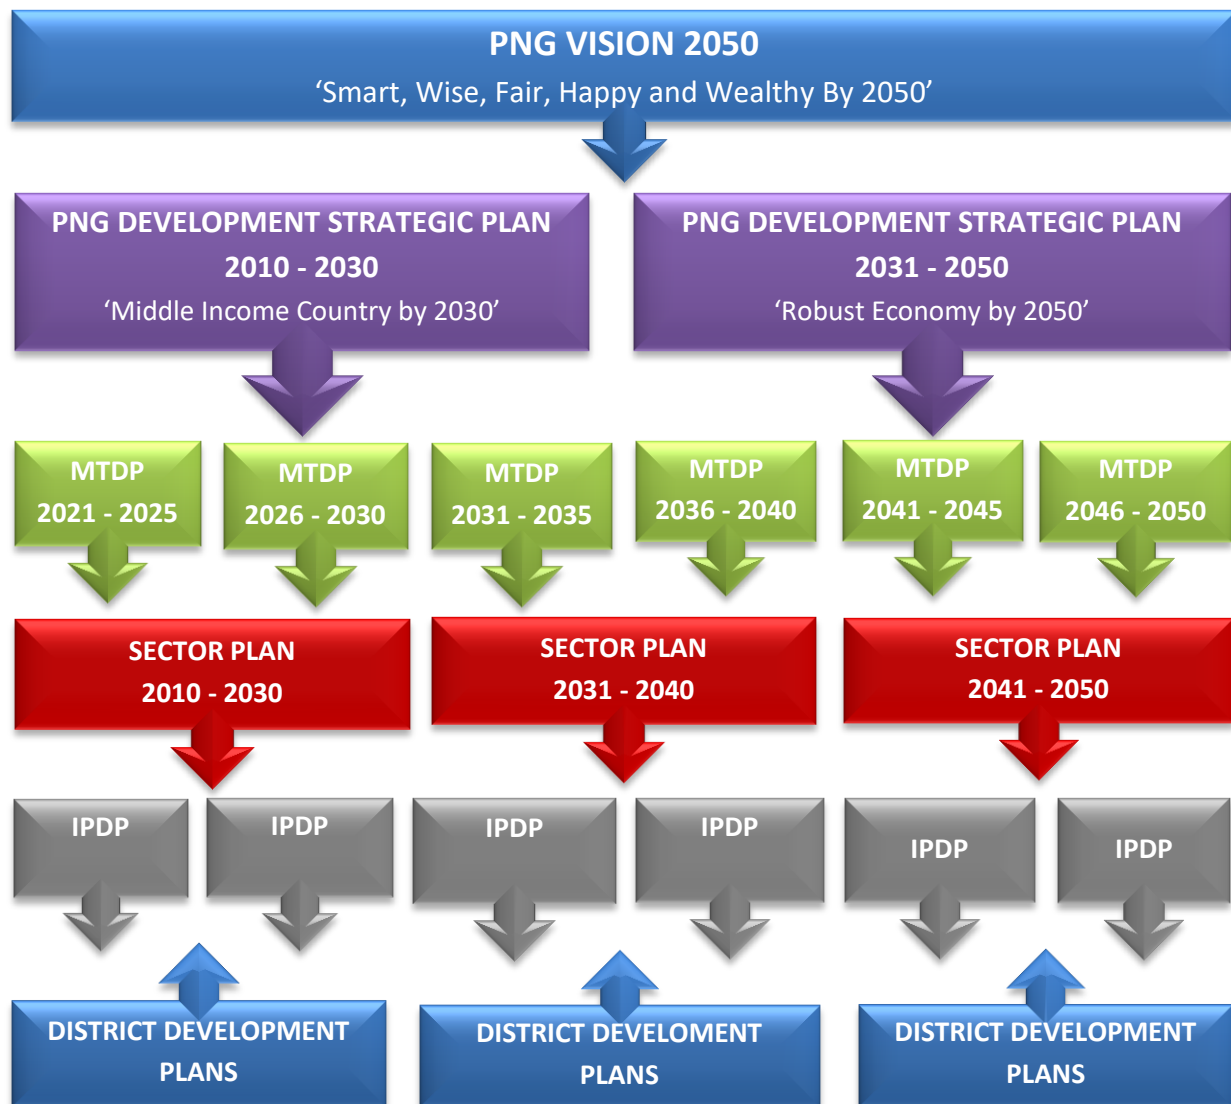 PNG VISION 2050
‘Smart, Wise, Fair, Happy and Wealthy By 2050’
PNG DEVELOPMENT STRATEGIC PLAN
2010 - 2030
‘Middle Income Country by 2030’
PNG DEVELOPMENT STRATEGIC PLAN
2031 - 2050
‘Robust Economy by 2050’
MTDP
2021 - 2025
MTDP
2026 - 2030
MTDP
2031 - 2035
MTDP
2036 - 2040
MTDP
2041 - 2045
MTDP
2046 - 2050
SECTOR PLAN
2010 - 2030
SECTOR PLAN
2031 - 2040
SECTOR PLAN
2041 - 2050
IPDP
IPDP
IPDP
IPDP
IPDP
IPDP
DISTRICT DEVELOPMENT
PLANS
DISTRICT DEVELOMENT
PLANS
DISTRICT DEVELOPMENT
PLANS